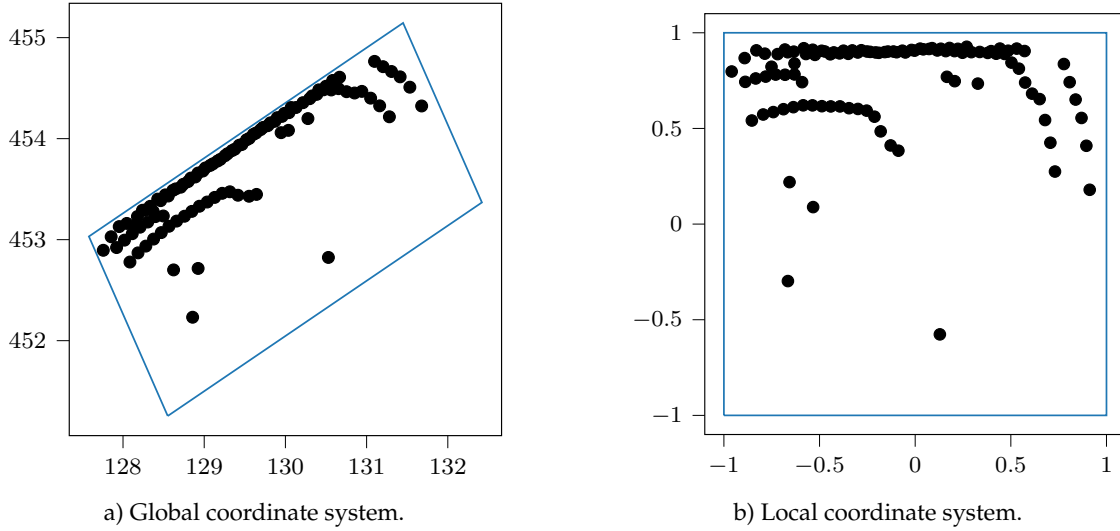 455
454
453
452
128 129 130 131 132
a) Global coordinate system.
1
0.5
0
−0.5
−1
−1 −0.5 0 0.5 1
b) Local coordinate system.